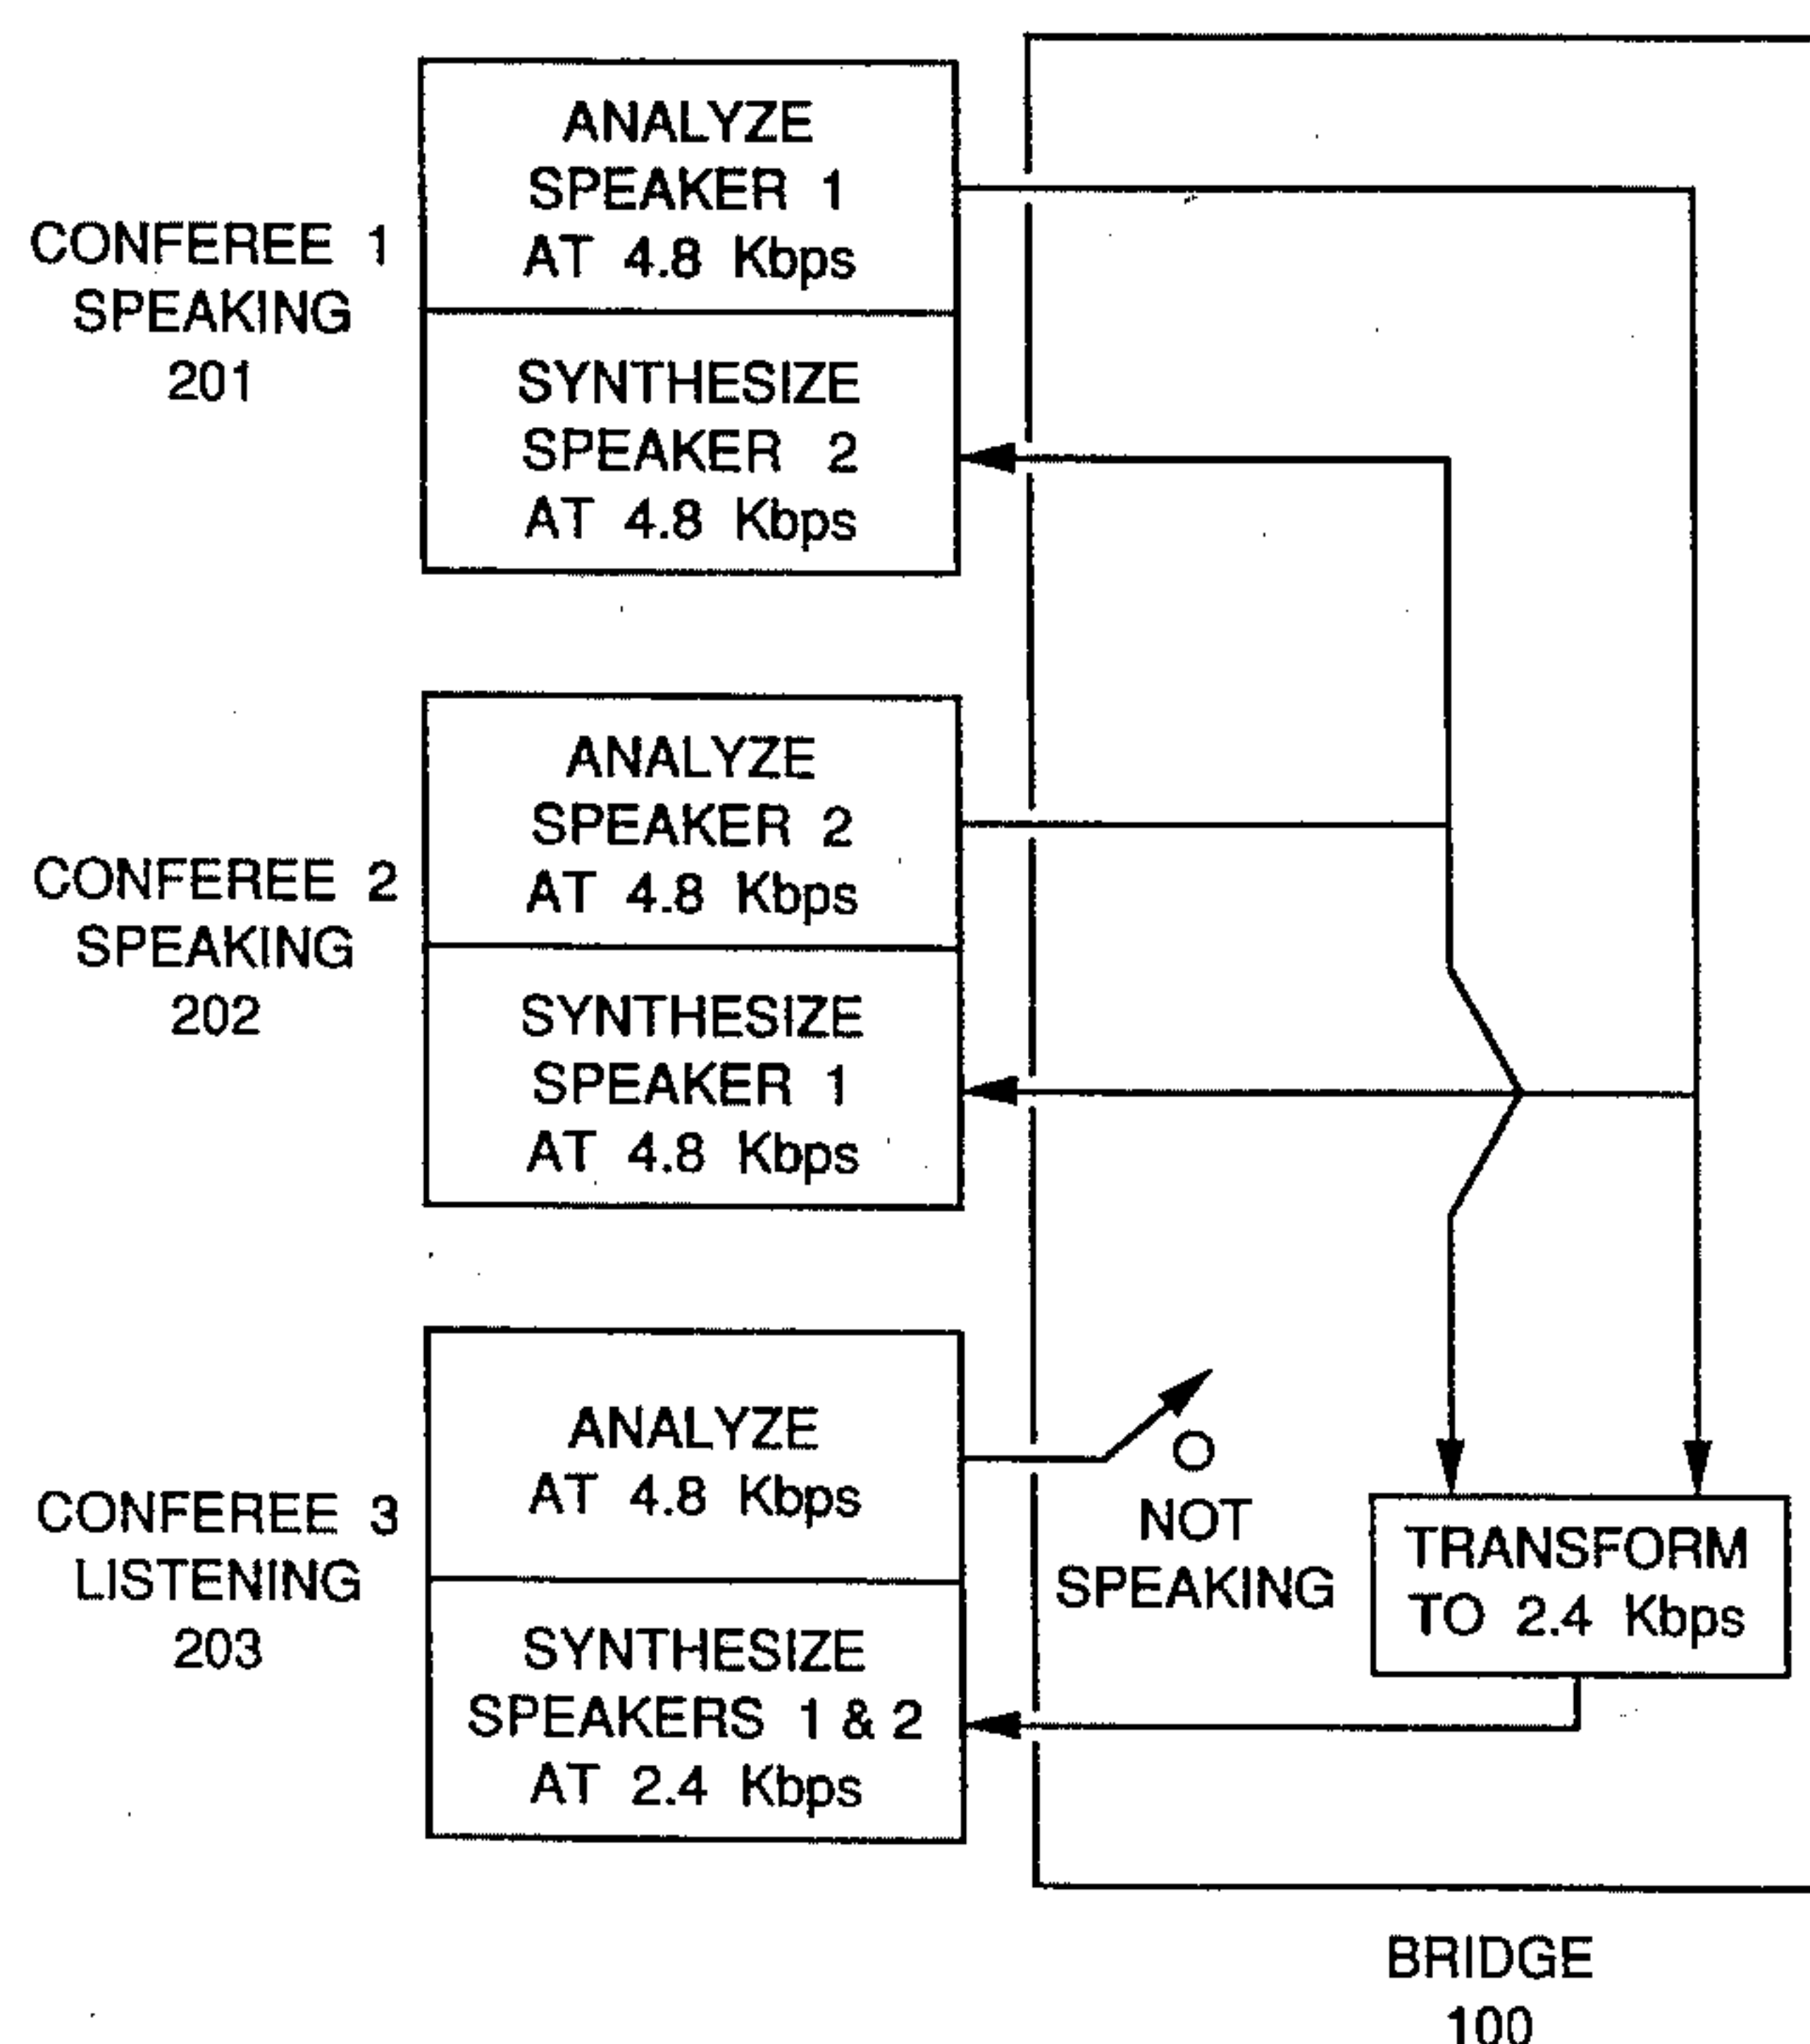 CONFEREE 1
SPEAKING
201
ANALYZE
SPEAKER 1
AT 4.8 Kbps
SYNTHESIZE
SPEAKER 2
AT 4.8 Kbps
CONFEREE 2
SPEAKING
202
ANALYZE
SPEAKER 2
AT 4.8 Kbps
SYNTHESIZE
SPEAKER 1
AT 4.8 Kbps
CONFEREE 3
LISTENING
203
ANALYZE
AT 4.8 Kbps
SYNTHESIZE
SPEAKERS 1 & 2
AT 2.4 Kbps
NOT
SPEAKING
TRANSFORM
TO 2.4 Kbps
BRIDGE
100